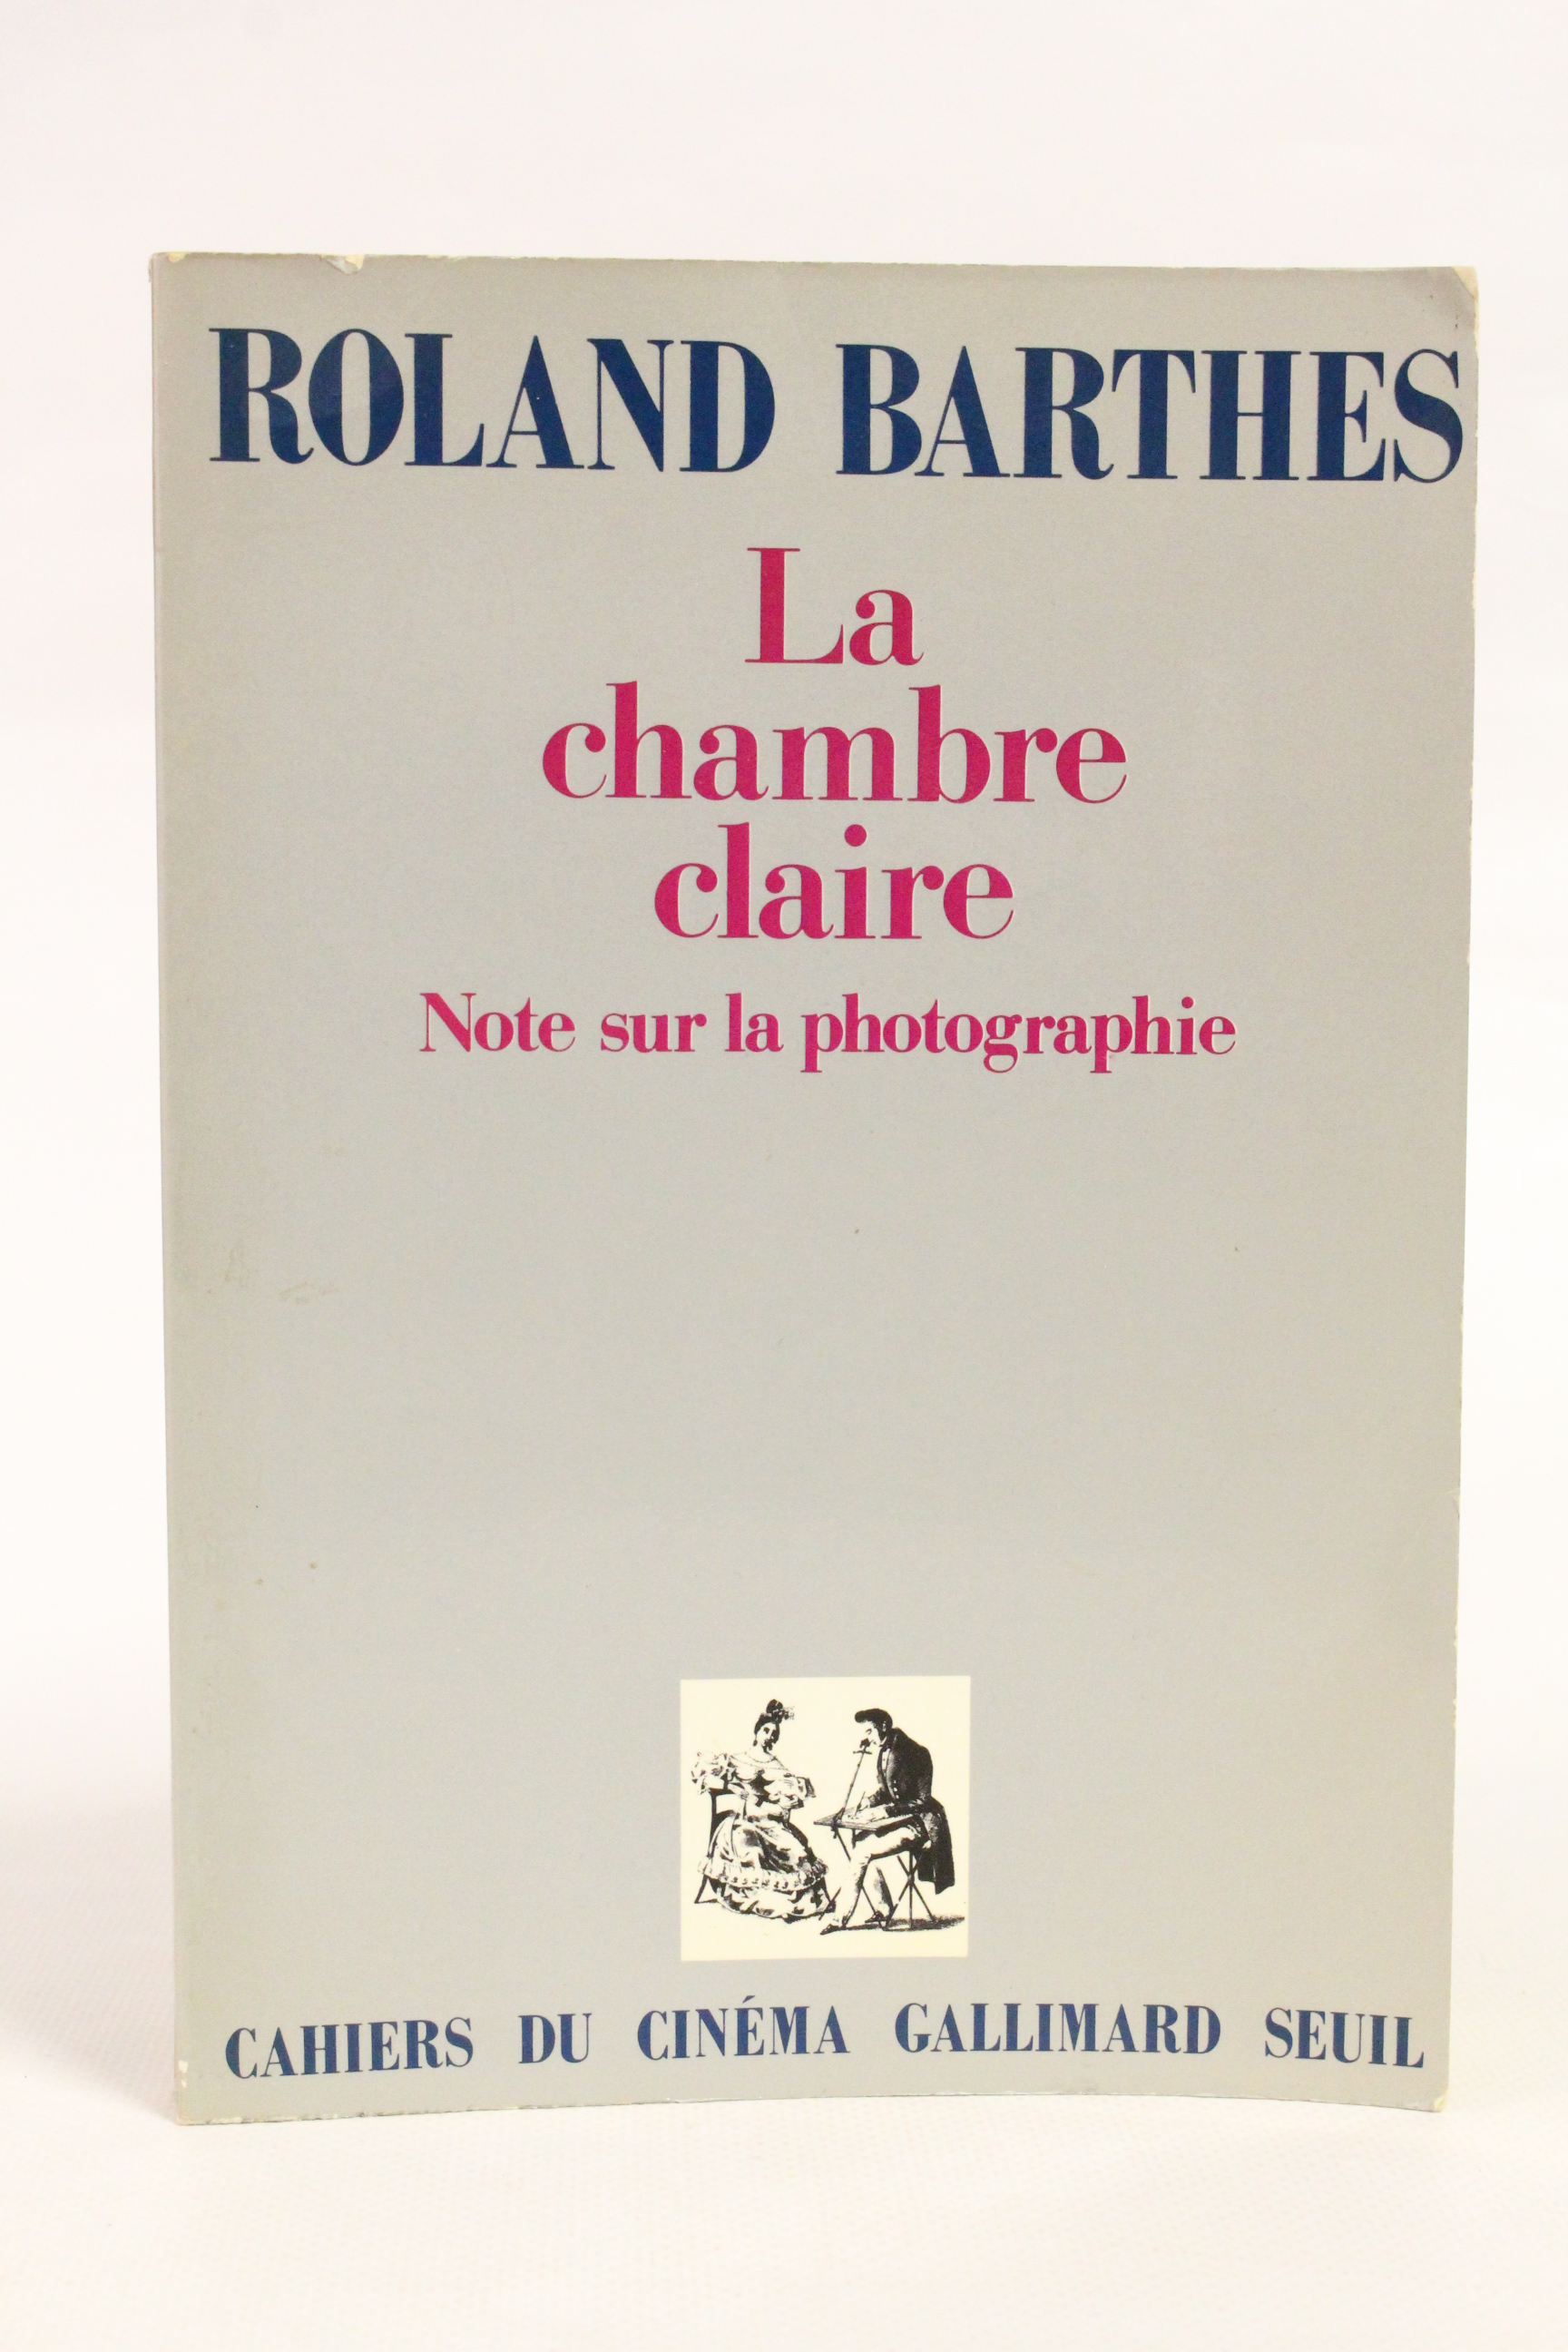 ROLAND BARTHES
La
chambre
claire
Note sur la photographie
CAHIERS DU CINÉMA GALLIMARD SEUIL